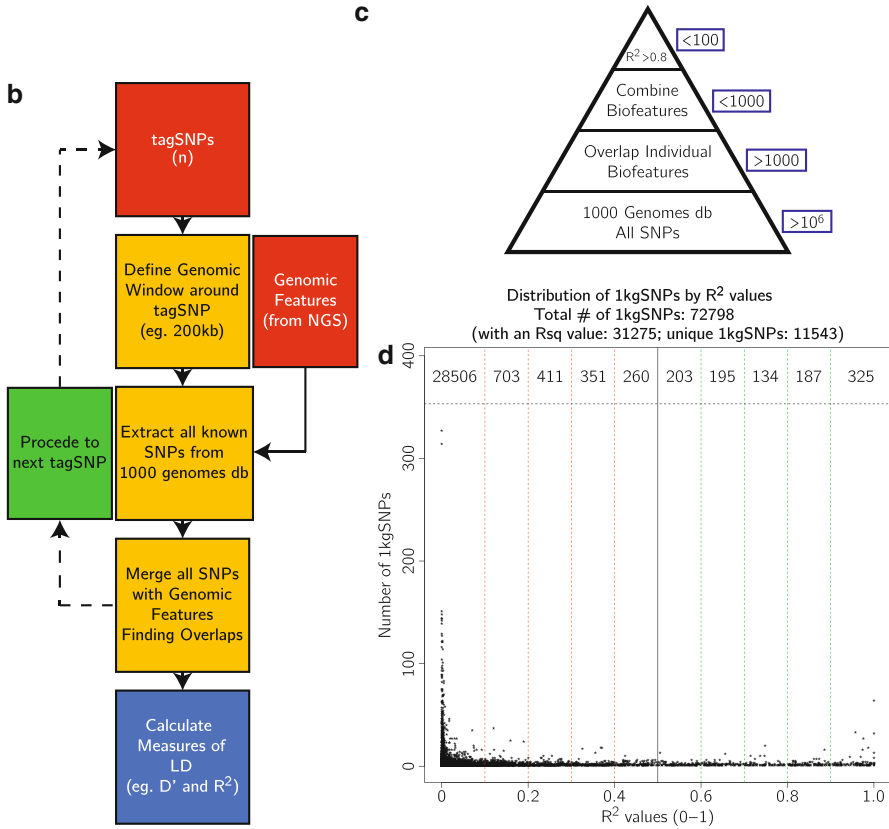 b
tagSNPs
(n)
Define Genomic
Window around
tagSNP
(eg. 200kb)
Genomic
Features
(from NGS)
Procede to
next tagSNP
Extract all known
SNPs from
1000 genomes db
Merge all SNPs
with Genomic
Features
Finding Overlaps
Calculate
Measures of
LD
(eg. D' and R²)
c
R²>0.8
<100
Combine
Biofeatures
<1000
Overlap Individual
Biofeatures
>1000
1000 Genomes db
All SNPs
>10⁶
Distribution of 1kgSNPs by R² values
Total # of 1kgSNPs: 72798
(with an Rsq value: 31275; unique 1kgSNPs: 11543)
d
400
300
200
100
0
Number of 1kgSNPs
28506 703 411 351 260 203 195 134 187 325
0 0.2 0.4 0.6 0.8 1.0
R² values (0–1)